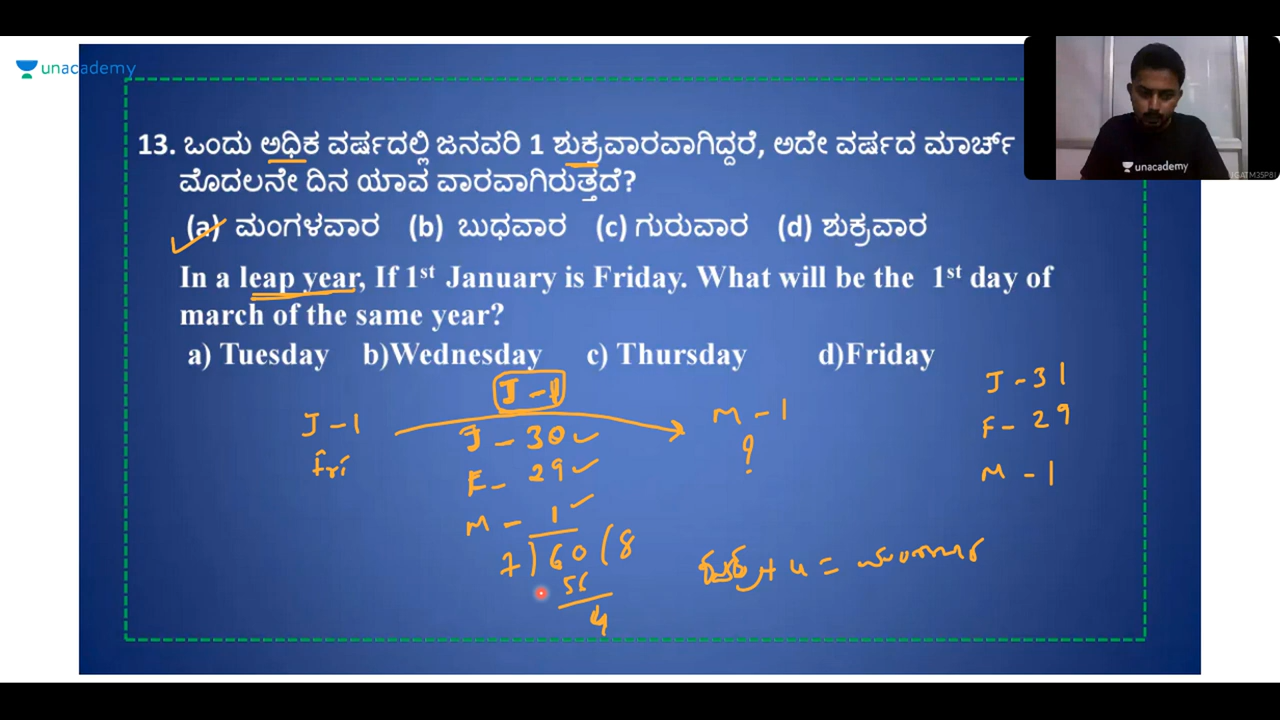 unacademy
13. ಒಂದು ಅಧಿಕ ವರ್ಷದಲ್ಲಿ ಜನವರಿ 1 ಶುಕ್ರವಾರವಾಗಿದ್ದರೆ, ಅದೇ ವರ್ಷದ ಮಾರ್ಚ್
ಮೊದಲನೇ ದಿನ ಯಾವ ವಾರವಾಗಿರುತ್ತದೆ?
(a) ಮಂಗಳವಾರ (b) ಬುಧವಾರ (c) ಗುರುವಾರ (d) ಶುಕ್ರವಾರ
In a leap year, If 1st January is Friday. What will be the 1st day of
march of the same year?
a) Tuesday b)Wednesday c) Thursday d)Friday
J - 1
J - 1
Fri
J - 30
F - 29
M - 1
7) 60 (8
56
4
M - 1
?
J - 31
F - 29
M - 1
+ 4 =
unacademy